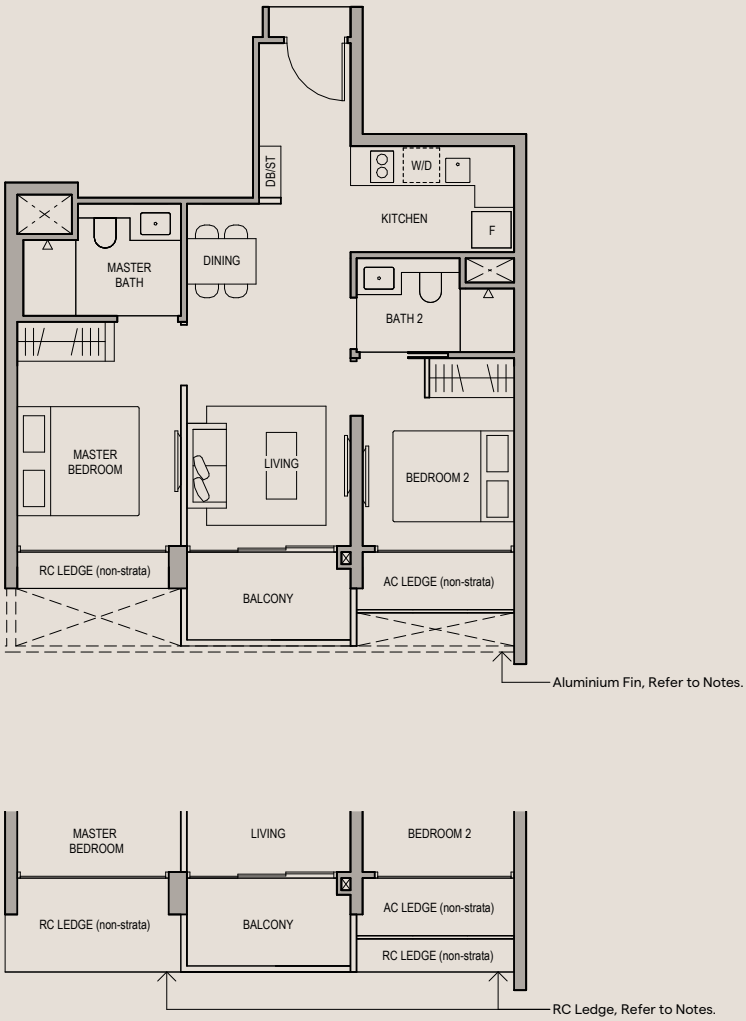 DB/ST
W/D
KITCHEN
F
DINING
MASTER
BATH
BATH 2
MASTER
BEDROOM
LIVING
BEDROOM 2
RC LEDGE (non-strata)
AC LEDGE (non-strata)
BALCONY
Aluminium Fin, Refer to Notes.
MASTER
BEDROOM
LIVING
BEDROOM 2
RC LEDGE (non-strata)
BALCONY
AC LEDGE (non-strata)
RC LEDGE (non-strata)
RC Ledge, Refer to Notes.